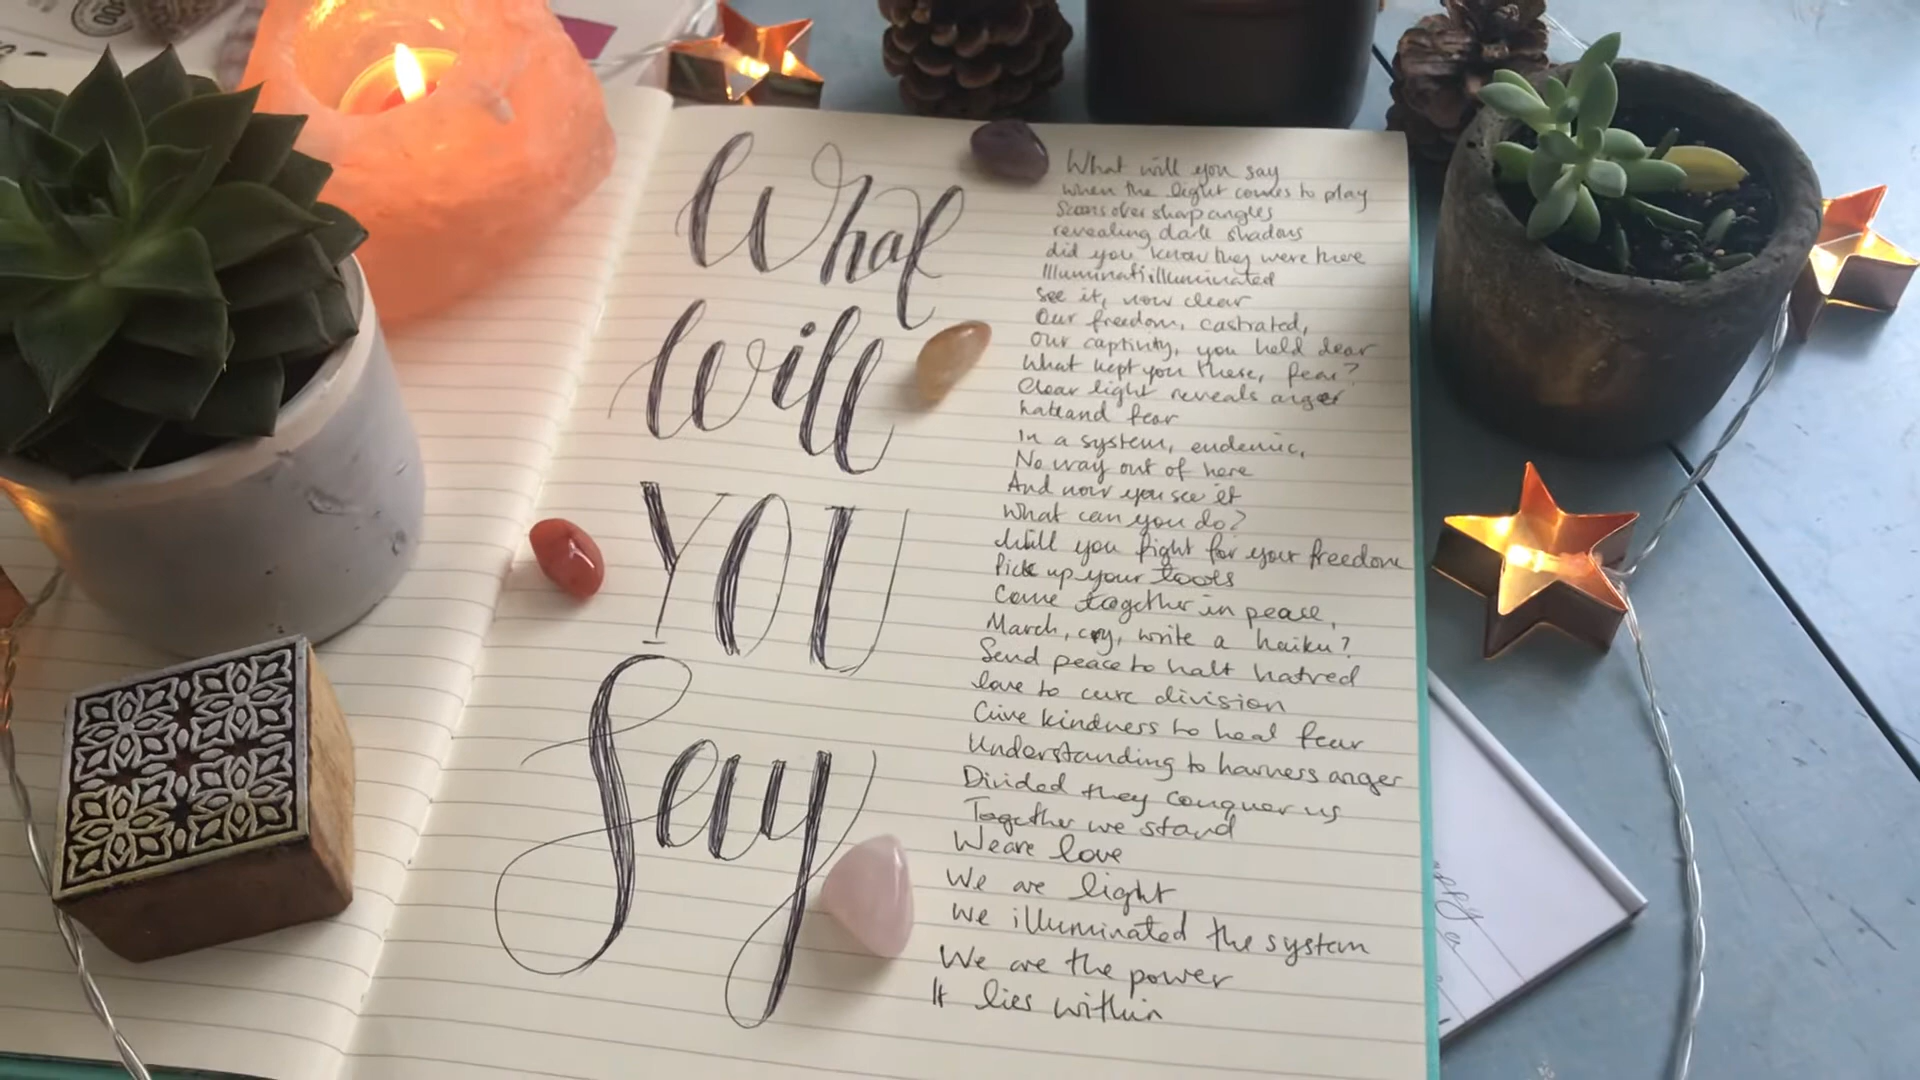 What
Will
YOU
Say
What will you say
when the light comes to play
Scans over sharp angles
revealing dark shadows
did you know they were there
Illuminati illuminated
See it, now clear
Our freedom, castrated,
Our captivity, you held dear
What kept you there, fear?
Clear light reveals anger
hate and fear
In a system, endemic,
No way out of here
And now you see it
What can you do?
Will you fight for your freedom
Pick up your tools
Come together in peace,
March, cry, write a haiku?
Send peace to halt hatred
love to cure division
Give kindness to heal fear
Understanding to harness anger
Divided they conquer us
Together we stand
We are love
We are light
We illuminated the system
We are the power
It lies within